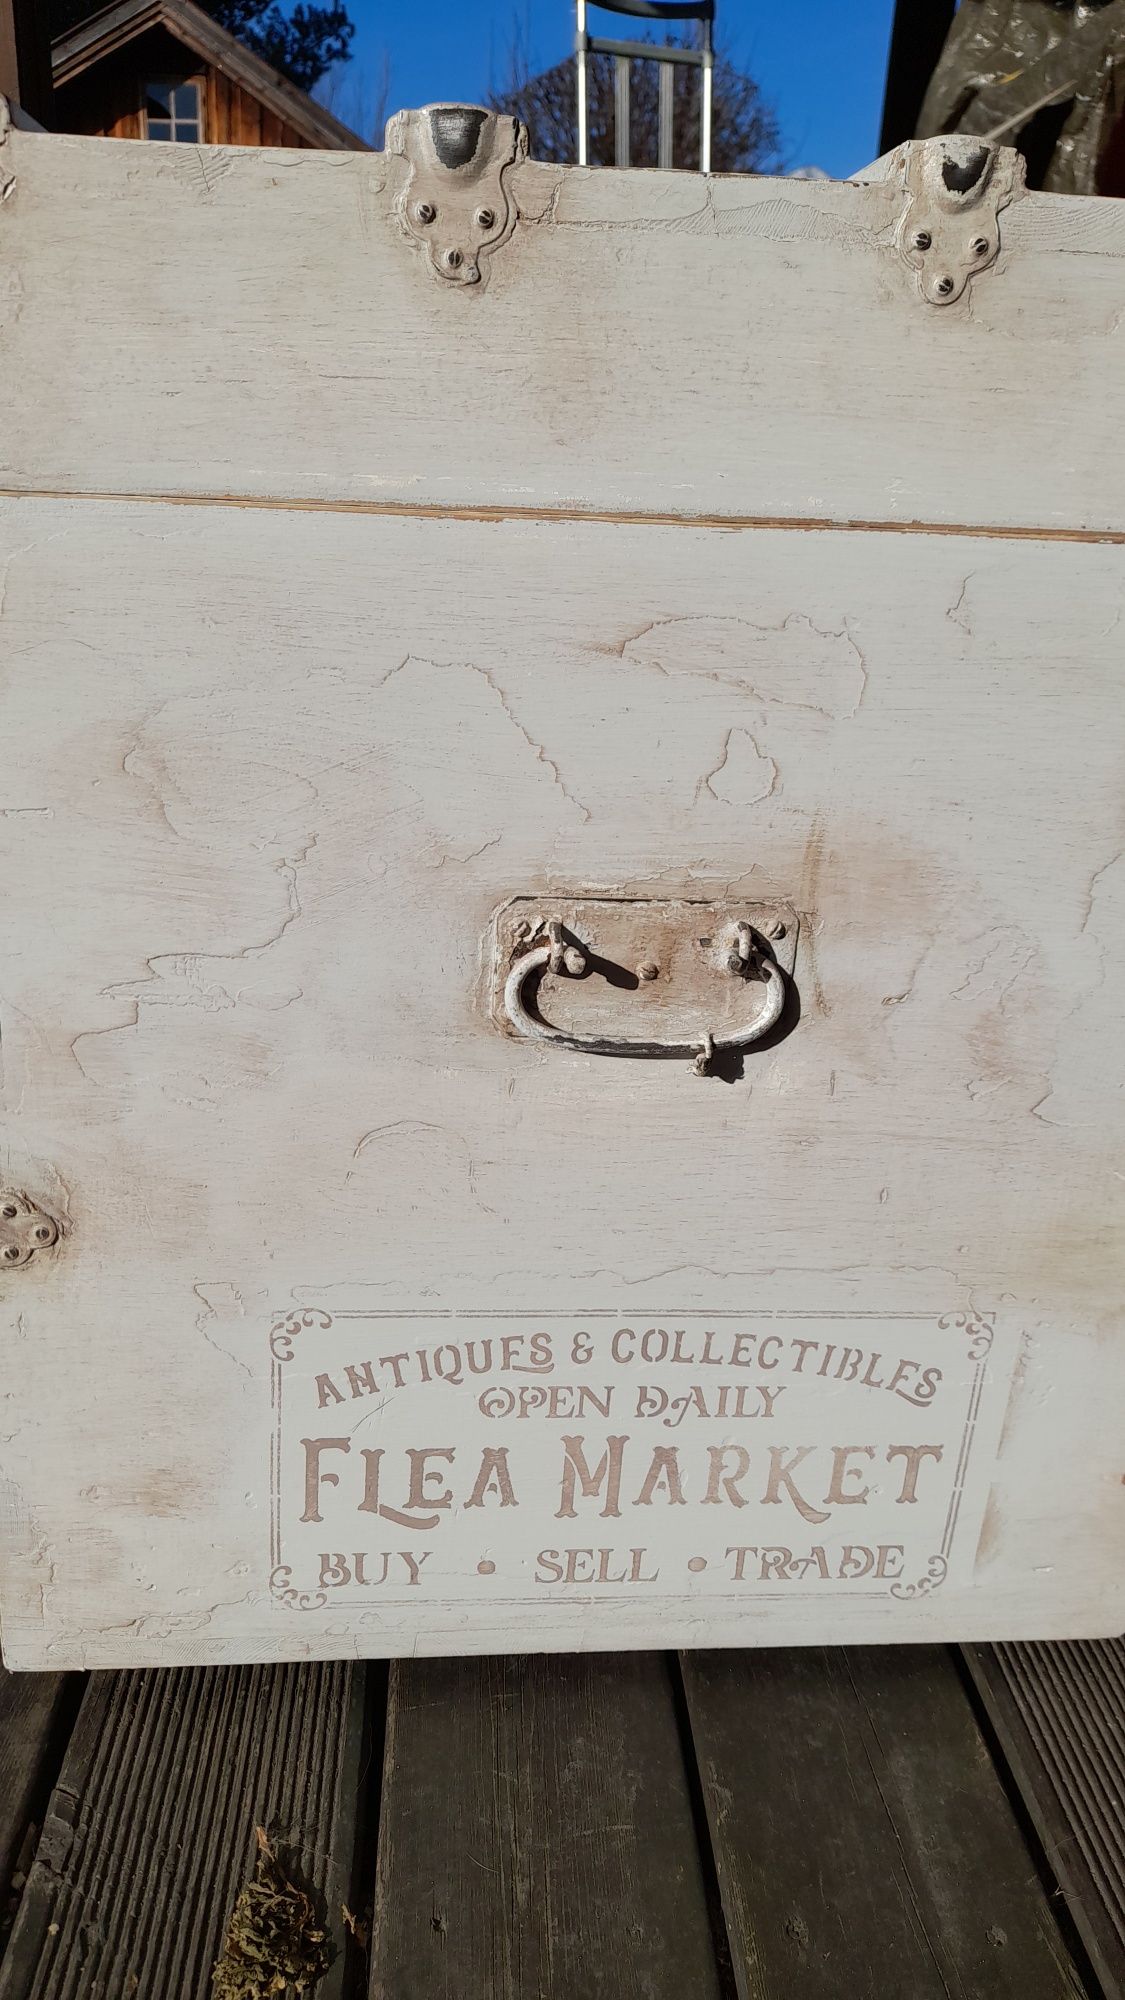 ANTIQUES & COLLECTIBLES
OPEN DAILY
FLEA MARKET
BUY • SELL • TRADE